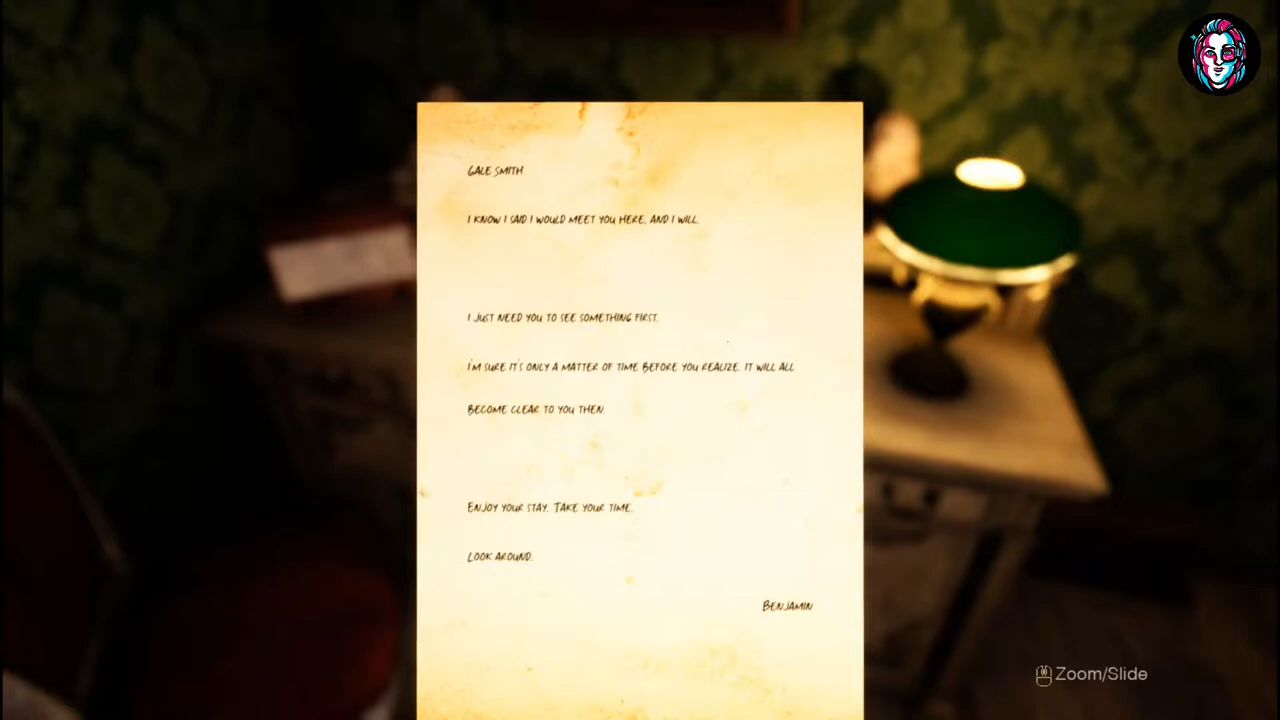 GALE SMITH
I KNOW I SAID I WOULD MEET YOU HERE, AND I WILL.
I JUST NEED YOU TO SEE SOMETHING FIRST.
I'M SURE IT'S ONLY A MATTER OF TIME BEFORE YOU REALIZE. IT WILL ALL
BECOME CLEAR TO YOU THEN.
ENJOY YOUR STAY. TAKE YOUR TIME.
LOOK AROUND.
BENJAMIN
Zoom/Slide